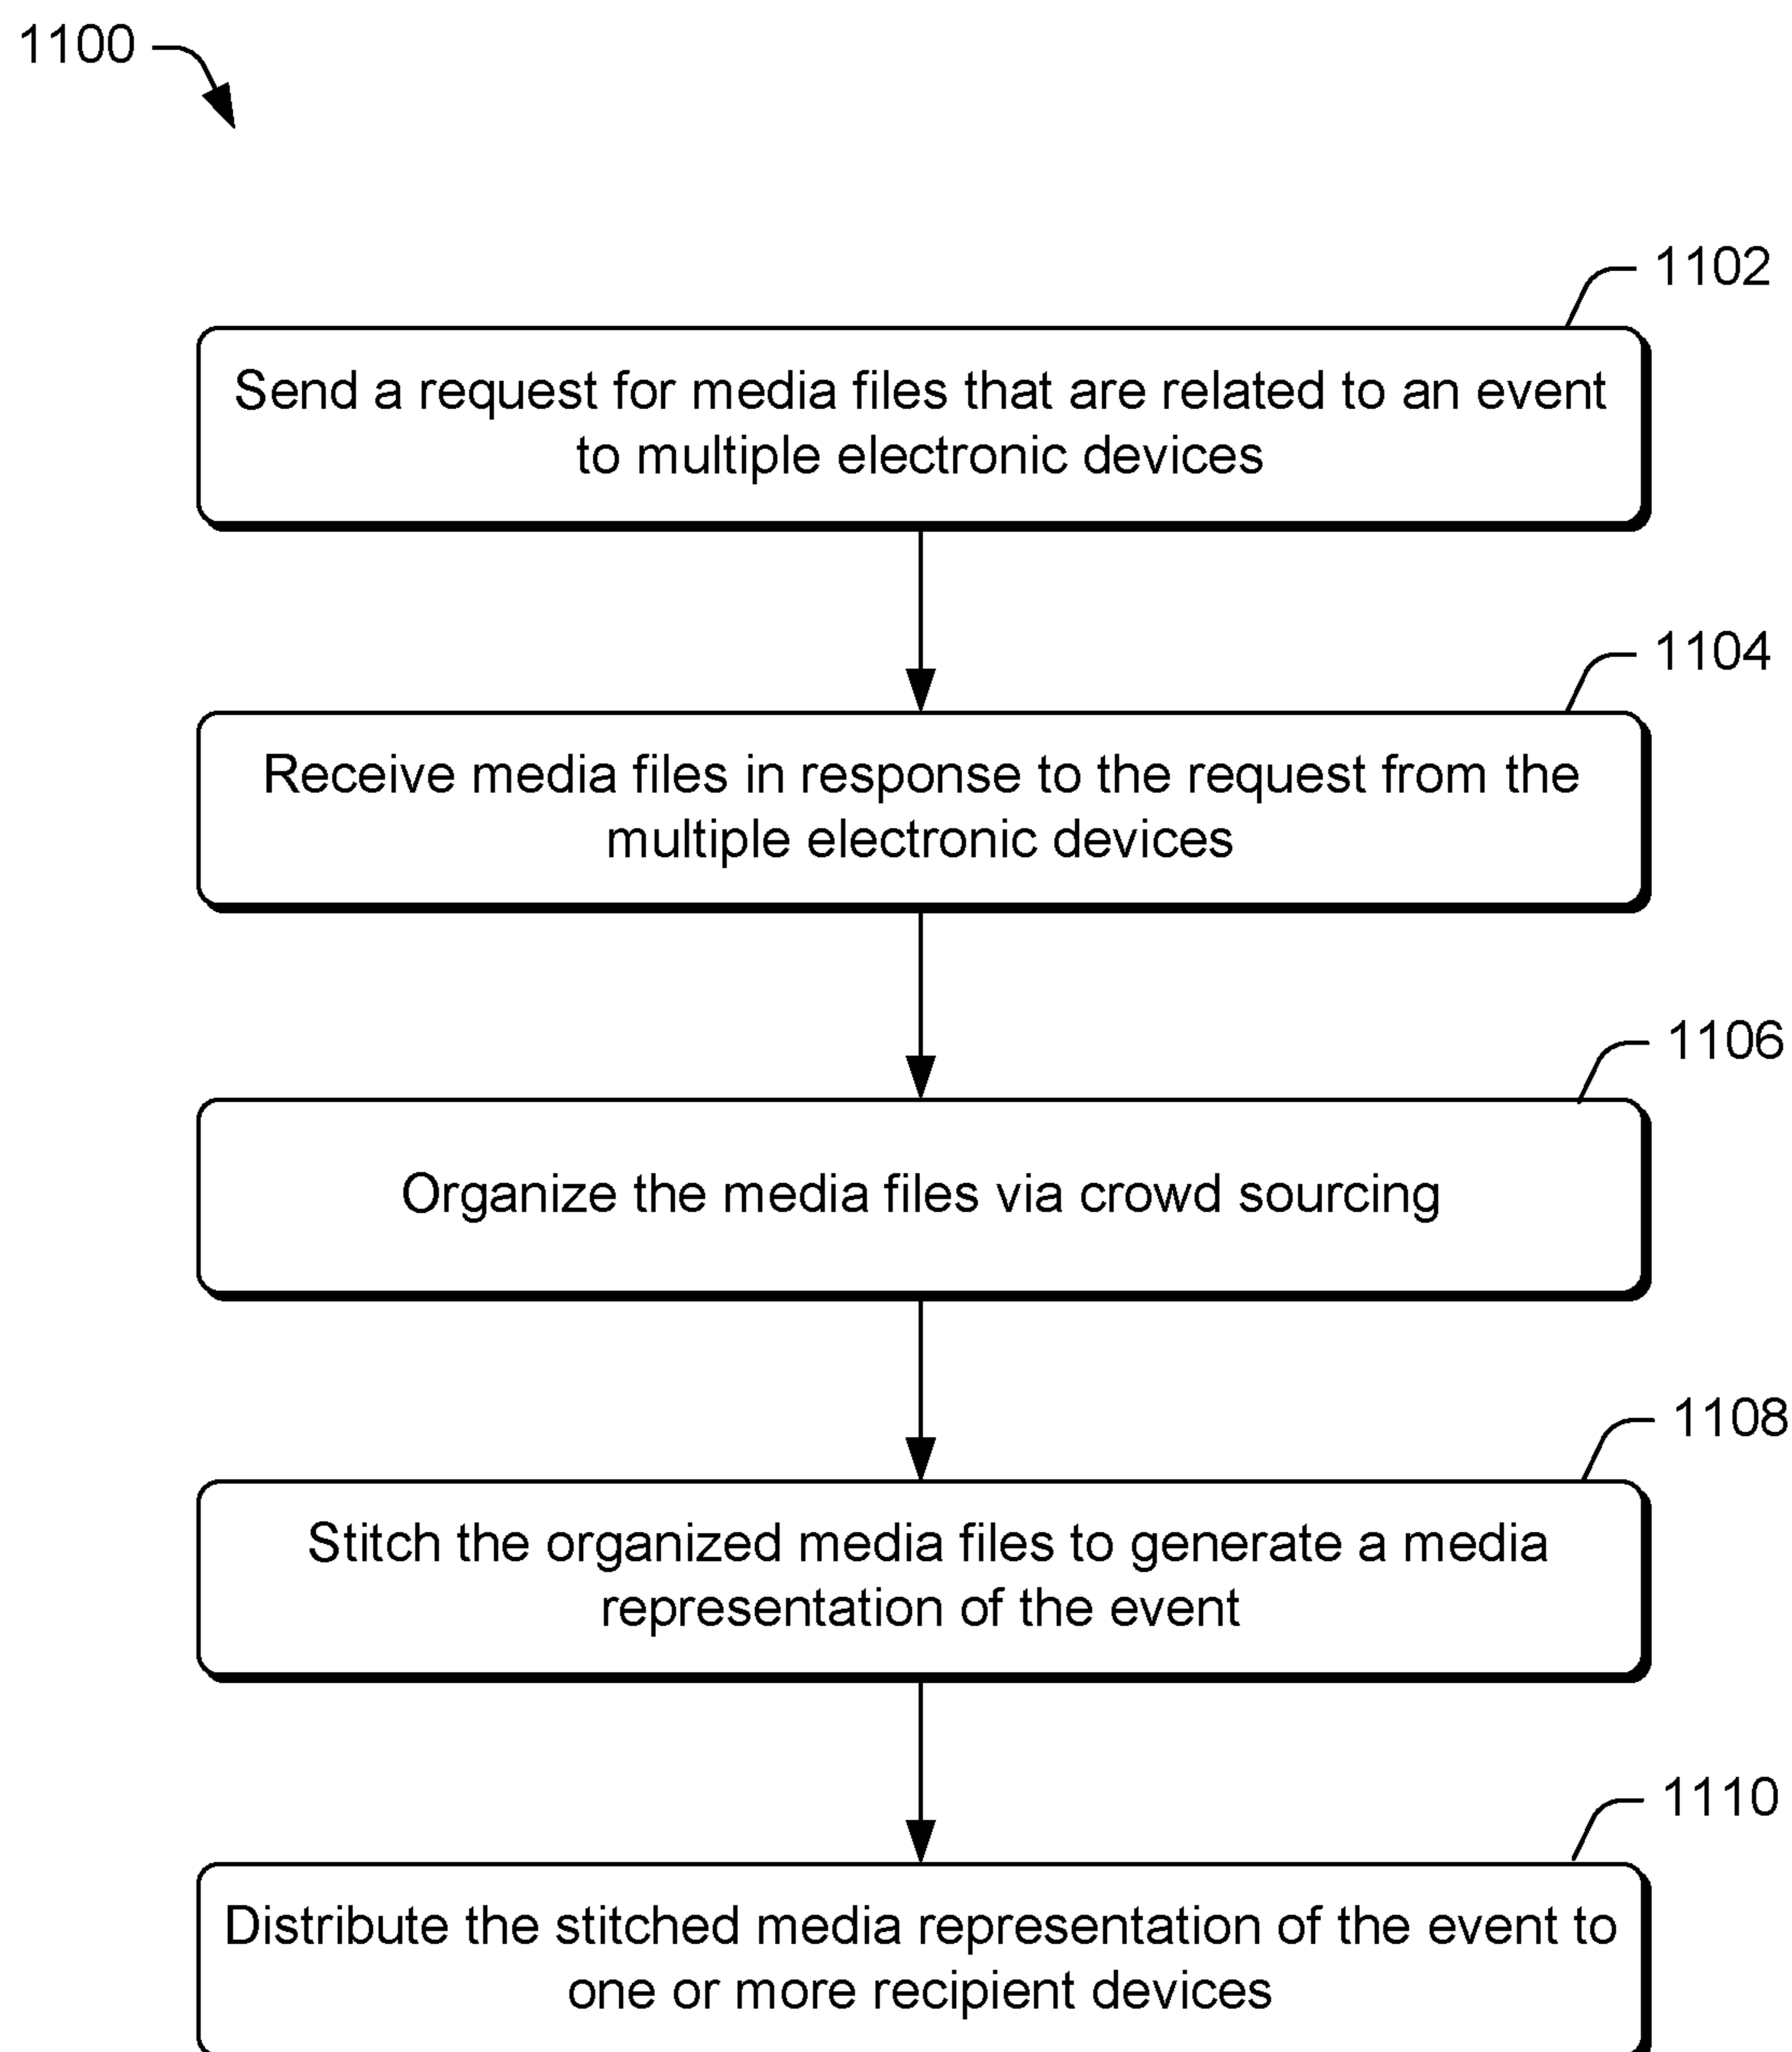 1100
1102
Send a request for media files that are related to an event
to multiple electronic devices
1104
Receive media files in response to the request from the
multiple electronic devices
1106
Organize the media files via crowd sourcing
1108
Stitch the organized media files to generate a media
representation of the event
1110
Distribute the stitched media representation of the event to
one or more recipient devices